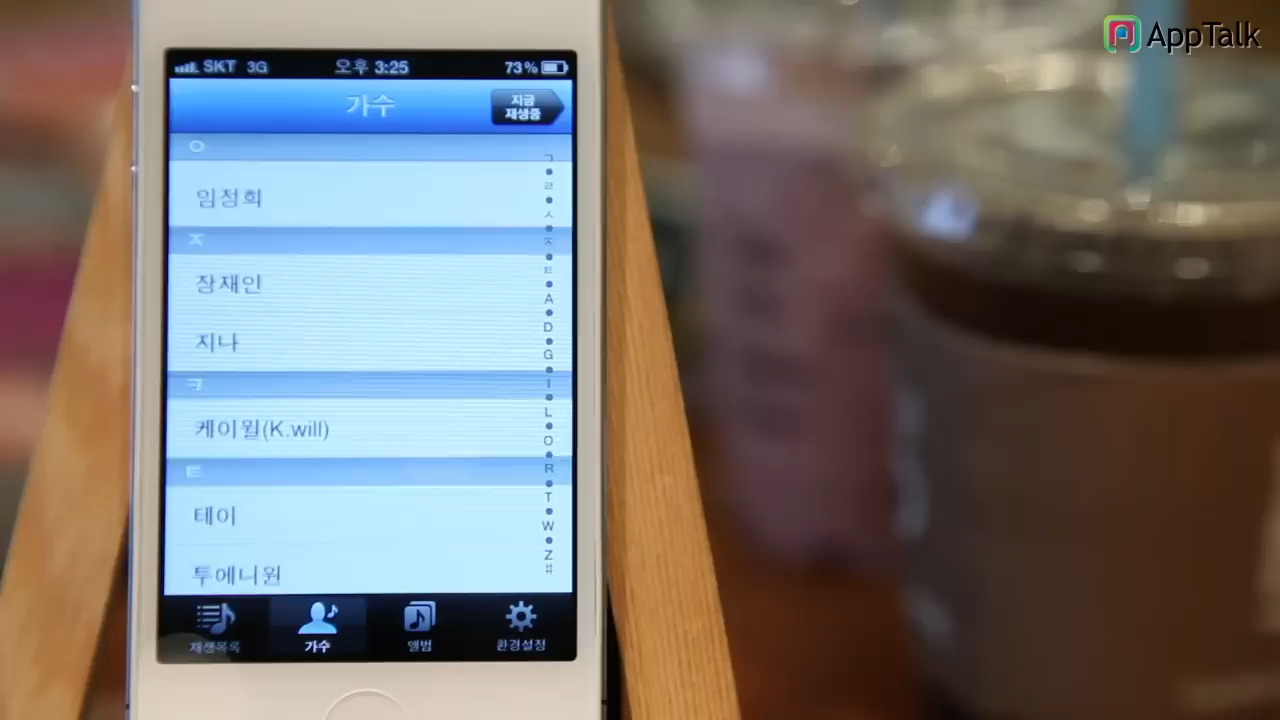 AppTalk
SKT 3G 오후 3:25 73%
가수
지금
재생중
ㅇ
임정희
ㅈ
장재인
지나
ㅋ
케이윌(K.will)
ㅌ
테이
투에니원
ㄱ
ㄹ
ㅅ
ㅈ
ㅌ
A
D
G
I
L
O
R
T
W
Z
#
재생목록 가수 앨범 환경설정